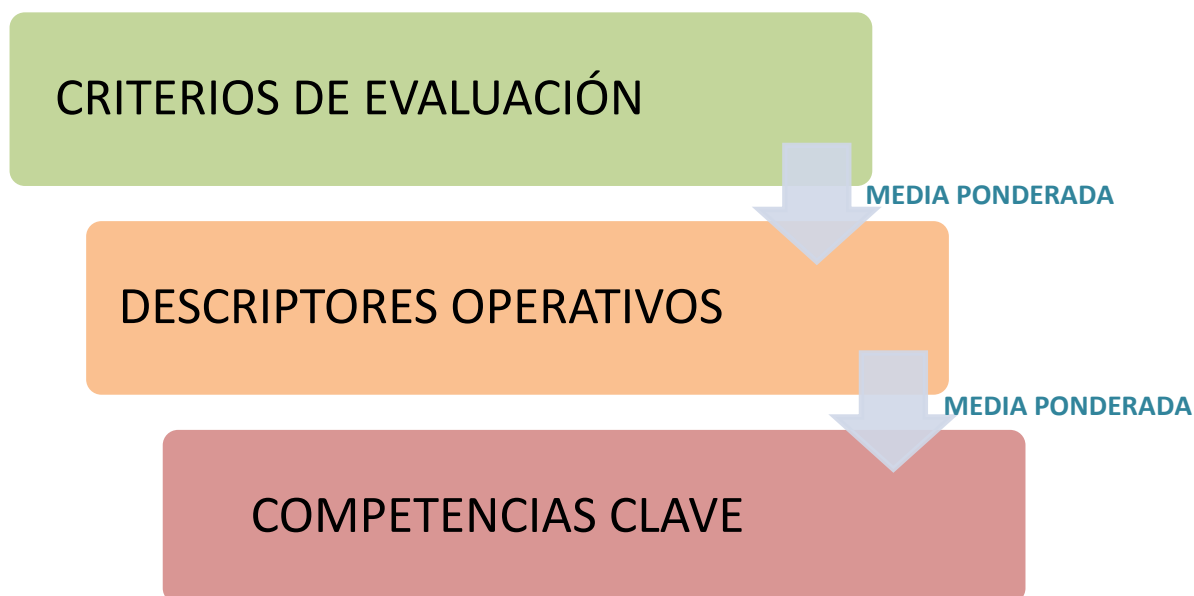 CRITERIOS DE EVALUACIÓN
MEDIA PONDERADA
DESCRIPTORES OPERATIVOS
MEDIA PONDERADA
COMPETENCIAS CLAVE